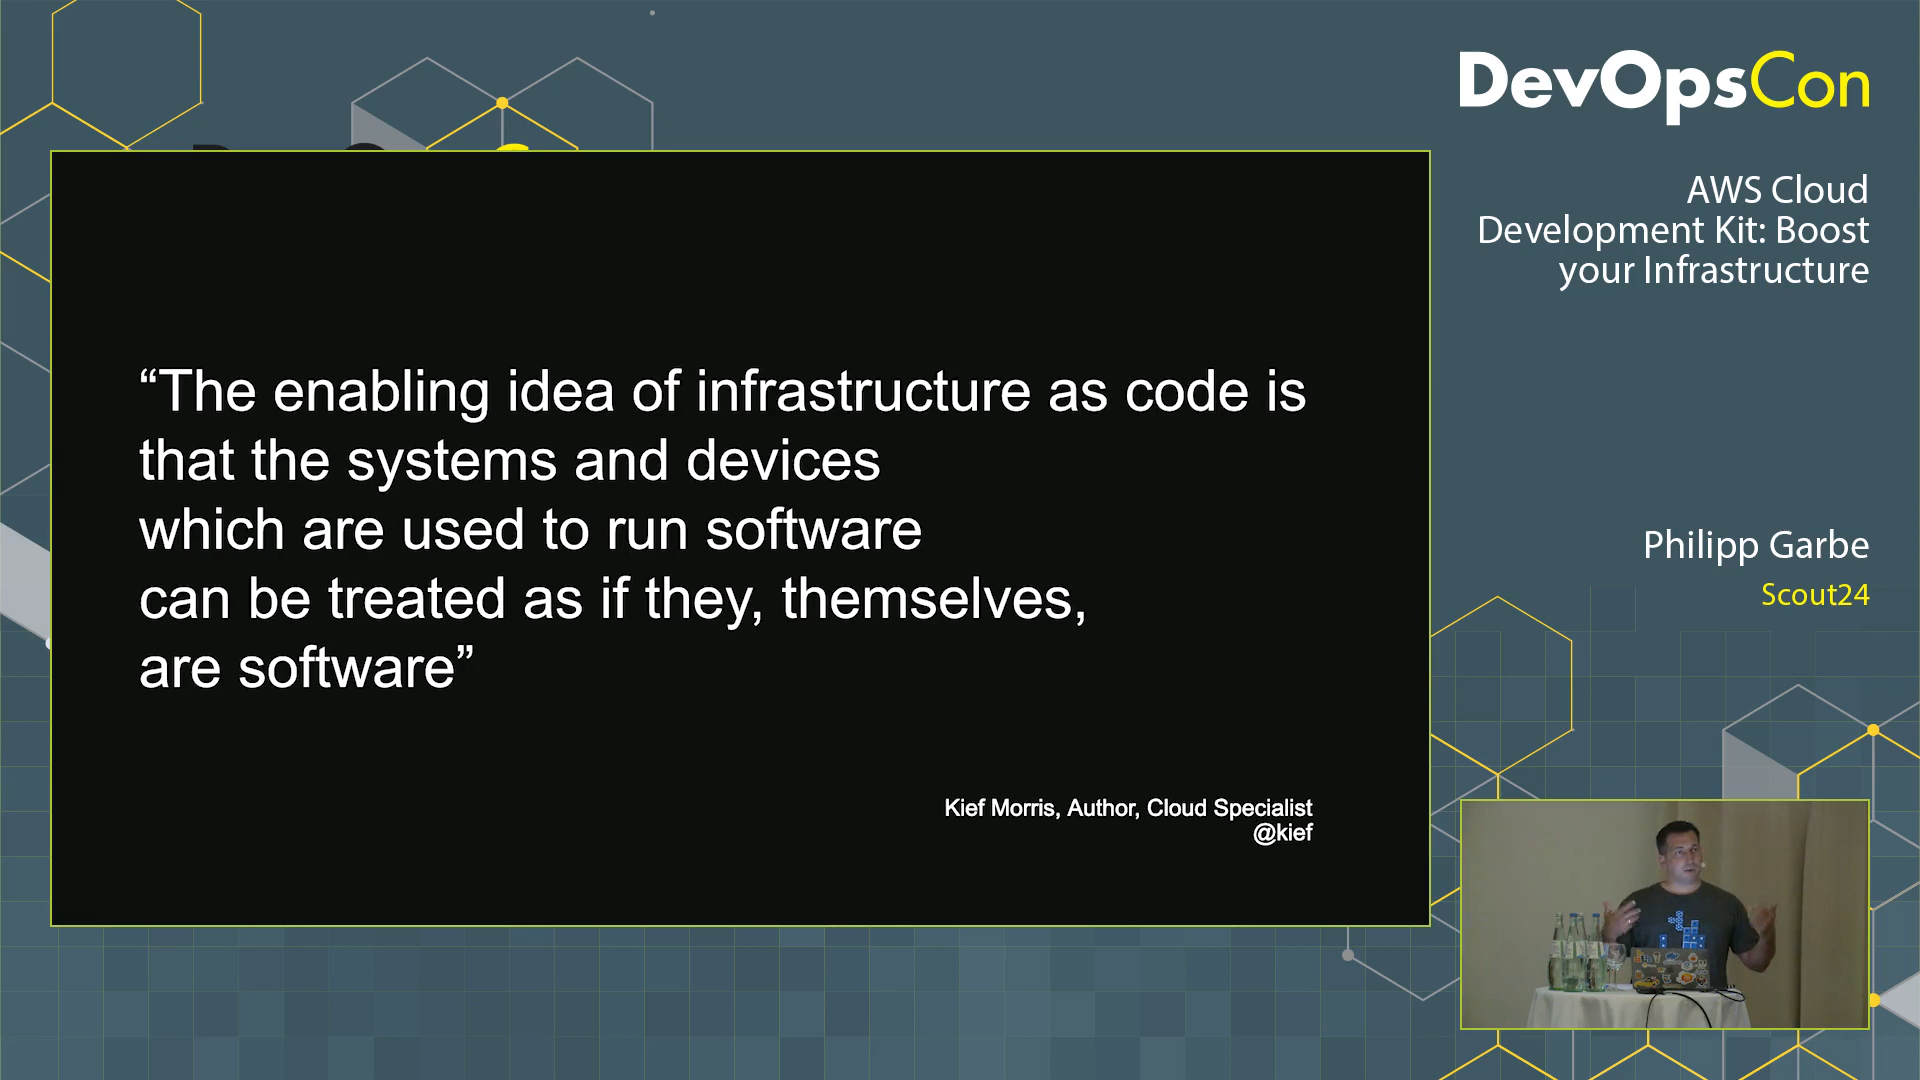 DevOpsCon
AWS Cloud
Development Kit: Boost
your Infrastructure
“The enabling idea of infrastructure as code is
that the systems and devices
which are used to run software
can be treated as if they, themselves,
are software”
Kief Morris, Author, Cloud Specialist
@kief
Philipp Garbe
Scout24